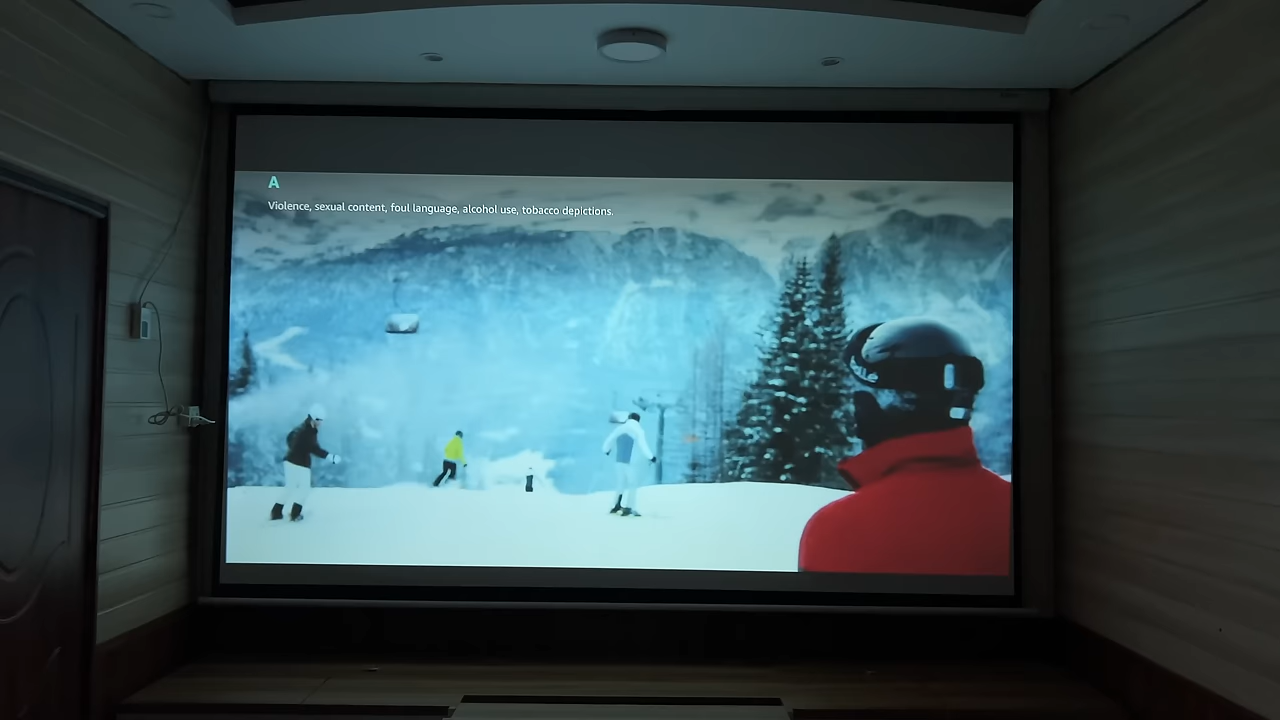 A
Violence, sexual content, foul language, alcohol use, tobacco depictions.